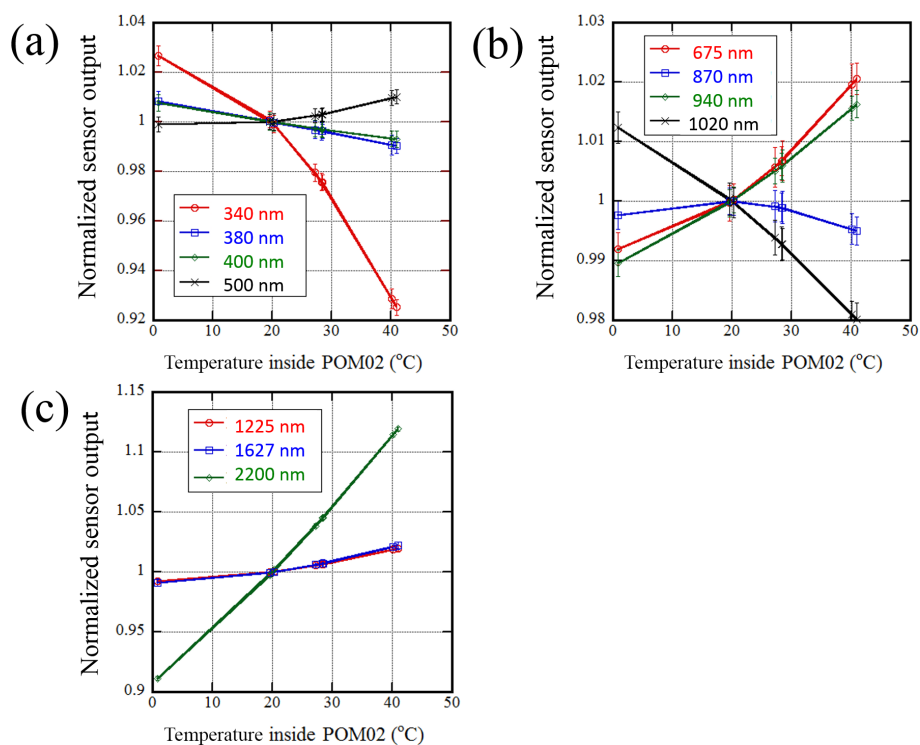 (a)
Normalized sensor output
1.04
1.02
1
0.98
0.96
0.94
0.92
340 nm
380 nm
400 nm
500 nm
0
10
20
30
40
50
Temperature inside POM02 (°C)
(b)
Normalized sensor output
1.03
1.02
1.01
1
0.99
0.98
675 nm
870 nm
940 nm
1020 nm
0
10
20
30
40
50
Temperature inside POM02 (°C)
(c)
Normalized sensor output
1.15
1.1
1.05
1
0.95
0.9
1225 nm
1627 nm
2200 nm
0
10
20
30
40
50
Temperature inside POM02 (°C)